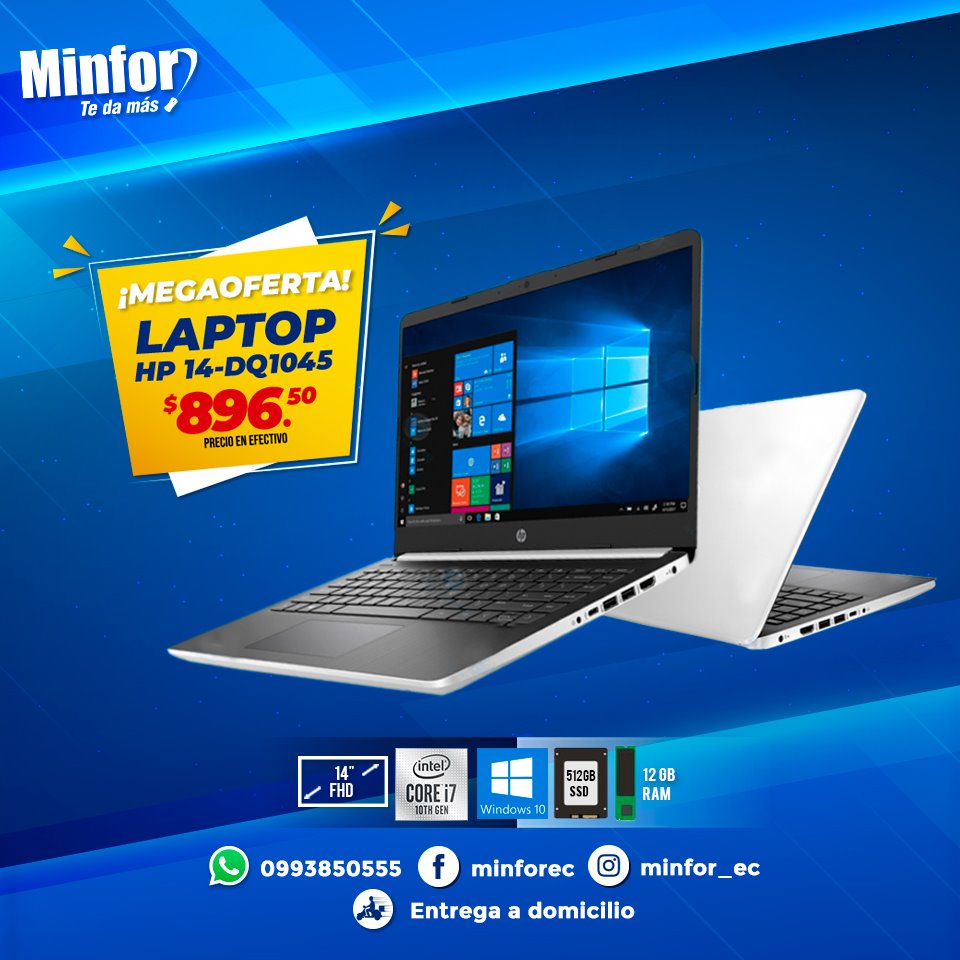 Minfor
Te da más
¡MEGAOFERTA!
LAPTOP
HP 14-DQ1045
$896.50
PRECIO EN EFECTIVO
hp
14"
FHD
intel
CORE i7
10TH GEN
Windows 10
512GB
SSD
12 GB
RAM
0993850555
minforec
minfor_ec
Entrega a domicilio